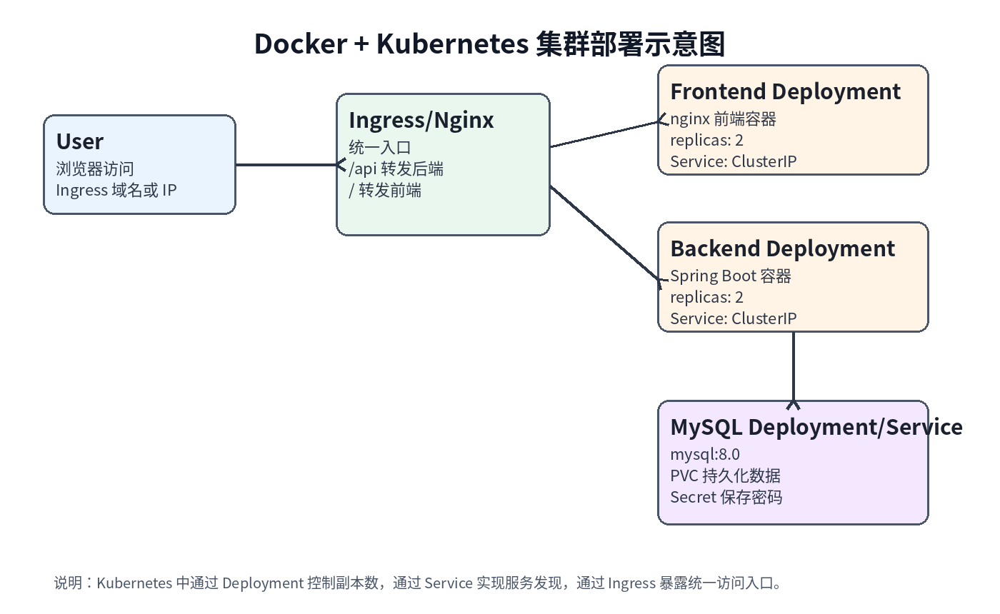 Docker + Kubernetes 集群部署示意图
User
浏览器访问
Ingress 域名或 IP
Ingress/Nginx
统一入口
/api 转发后端
/ 转发前端
Frontend Deployment
nginx 前端容器
replicas: 2
Service: ClusterIP
Backend Deployment
Spring Boot 容器
replicas: 2
Service: ClusterIP
MySQL Deployment/Service
mysql:8.0
PVC 持久化数据
Secret 保存密码
说明：Kubernetes 中通过 Deployment 控制副本数，通过 Service 实现服务发现，通过 Ingress 暴露统一访问入口。